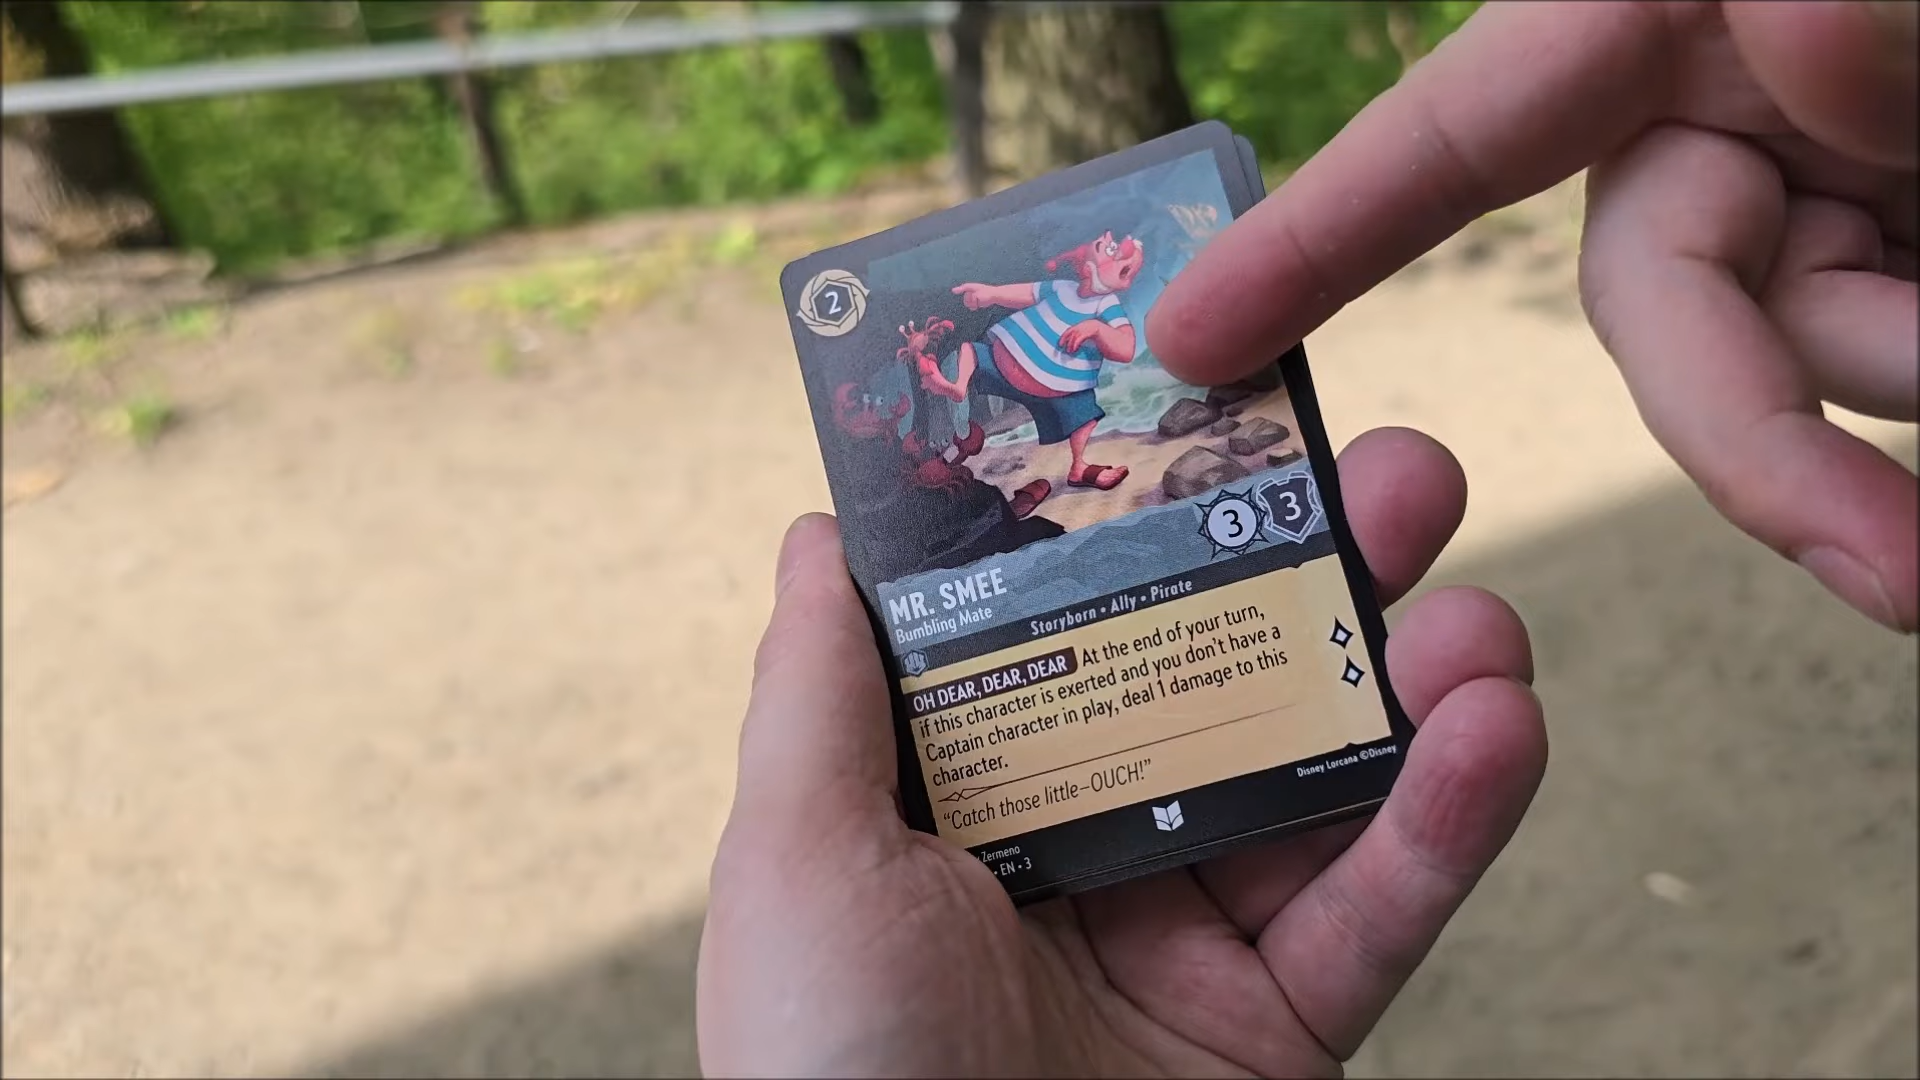 2
3 3
MR. SMEE
Bumbling Mate
Storyborn • Ally • Pirate
OH DEAR, DEAR, DEAR At the end of your turn,
if this character is exerted and you don't have a
Captain character in play, deal 1 damage to this
character.
“Catch those little–OUCH!”
Disney Lorcana ©Disney
Zermeno
• EN • 3